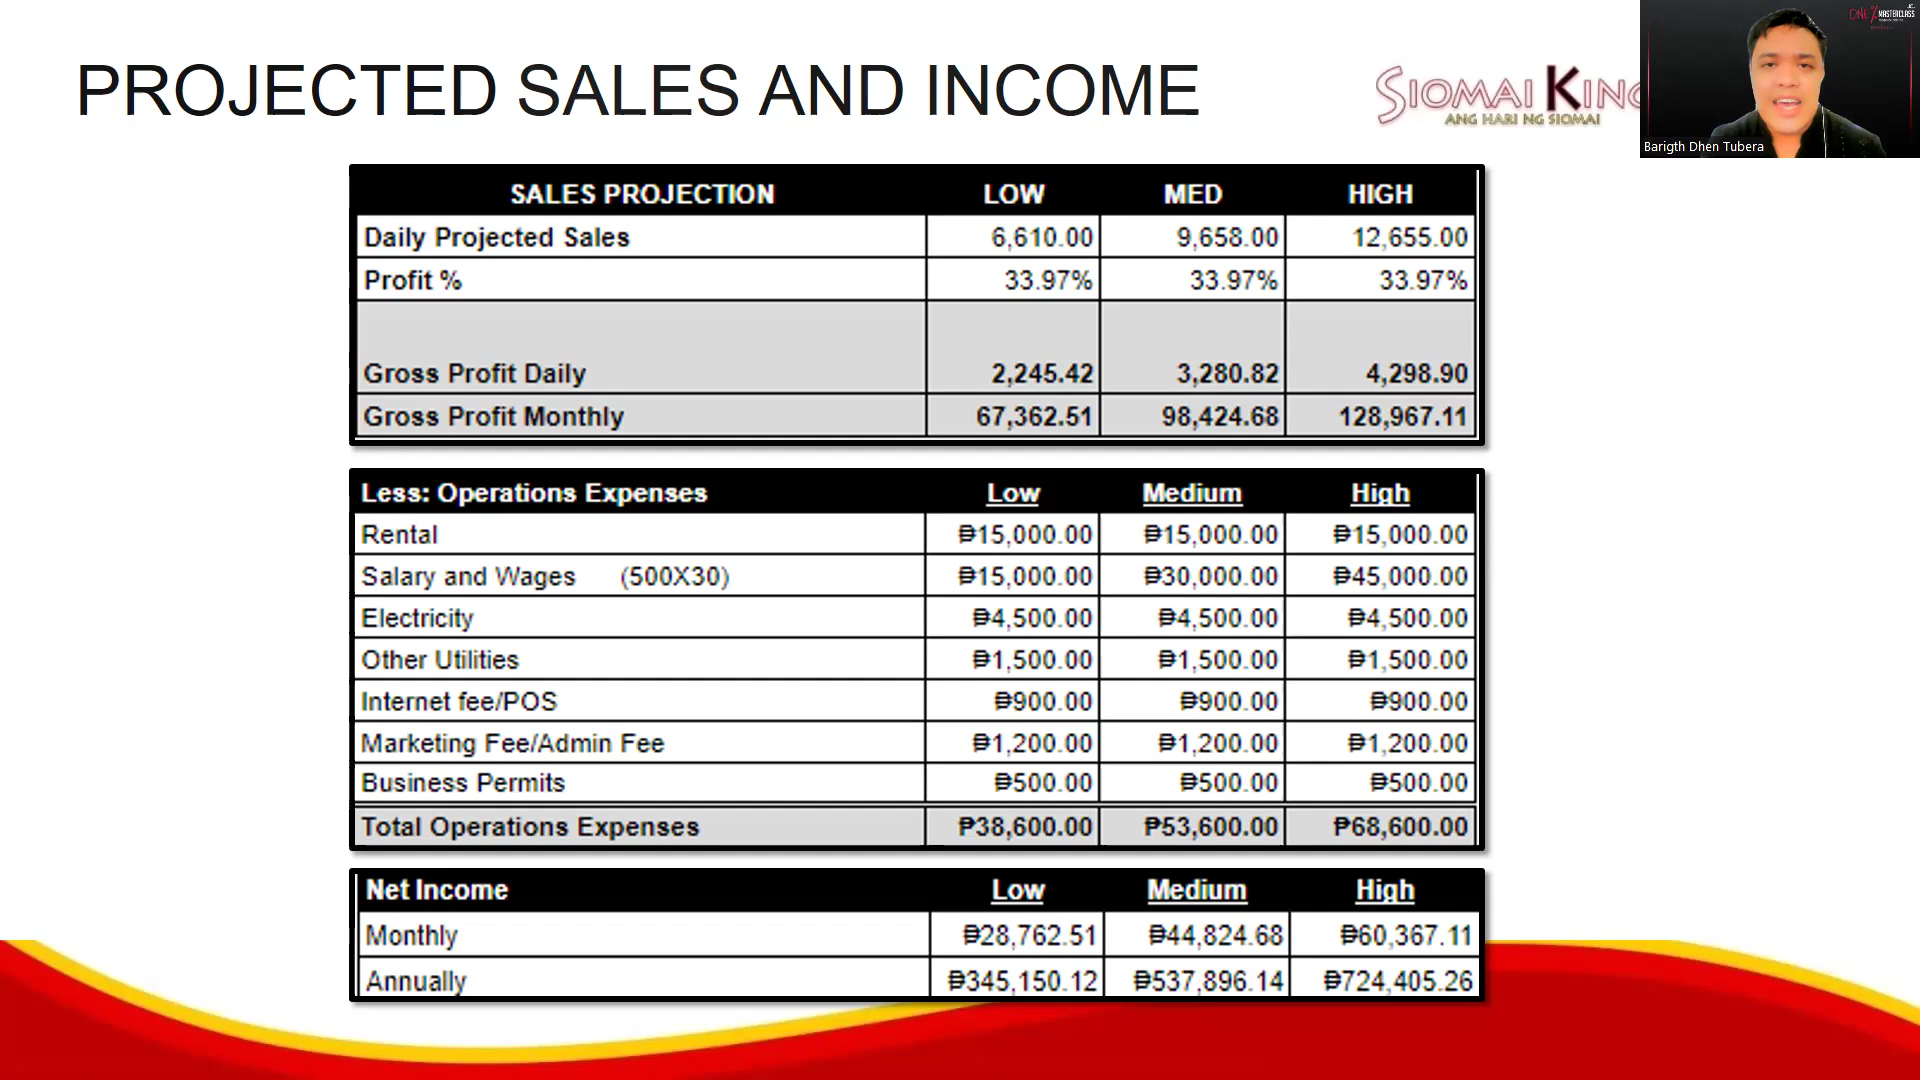 PROJECTED SALES AND INCOME
SIOMAI KING
ANG HARI NG SIOMAI
ONE% MASTERCLASS
Barigth Dhen Tubera
SALES PROJECTION LOW MED HIGH
Daily Projected Sales 6,610.00 9,658.00 12,655.00
Profit % 33.97% 33.97% 33.97%
Gross Profit Daily 2,245.42 3,280.82 4,298.90
Gross Profit Monthly 67,362.51 98,424.68 128,967.11
Less: Operations Expenses Low Medium High
Rental ₱15,000.00 ₱15,000.00 ₱15,000.00
Salary and Wages (500X30) ₱15,000.00 ₱30,000.00 ₱45,000.00
Electricity ₱4,500.00 ₱4,500.00 ₱4,500.00
Other Utilities ₱1,500.00 ₱1,500.00 ₱1,500.00
Internet fee/POS ₱900.00 ₱900.00 ₱900.00
Marketing Fee/Admin Fee ₱1,200.00 ₱1,200.00 ₱1,200.00
Business Permits ₱500.00 ₱500.00 ₱500.00
Total Operations Expenses ₱38,600.00 ₱53,600.00 ₱68,600.00
Net Income Low Medium High
Monthly ₱28,762.51 ₱44,824.68 ₱60,367.11
Annually ₱345,150.12 ₱537,896.14 ₱724,405.26